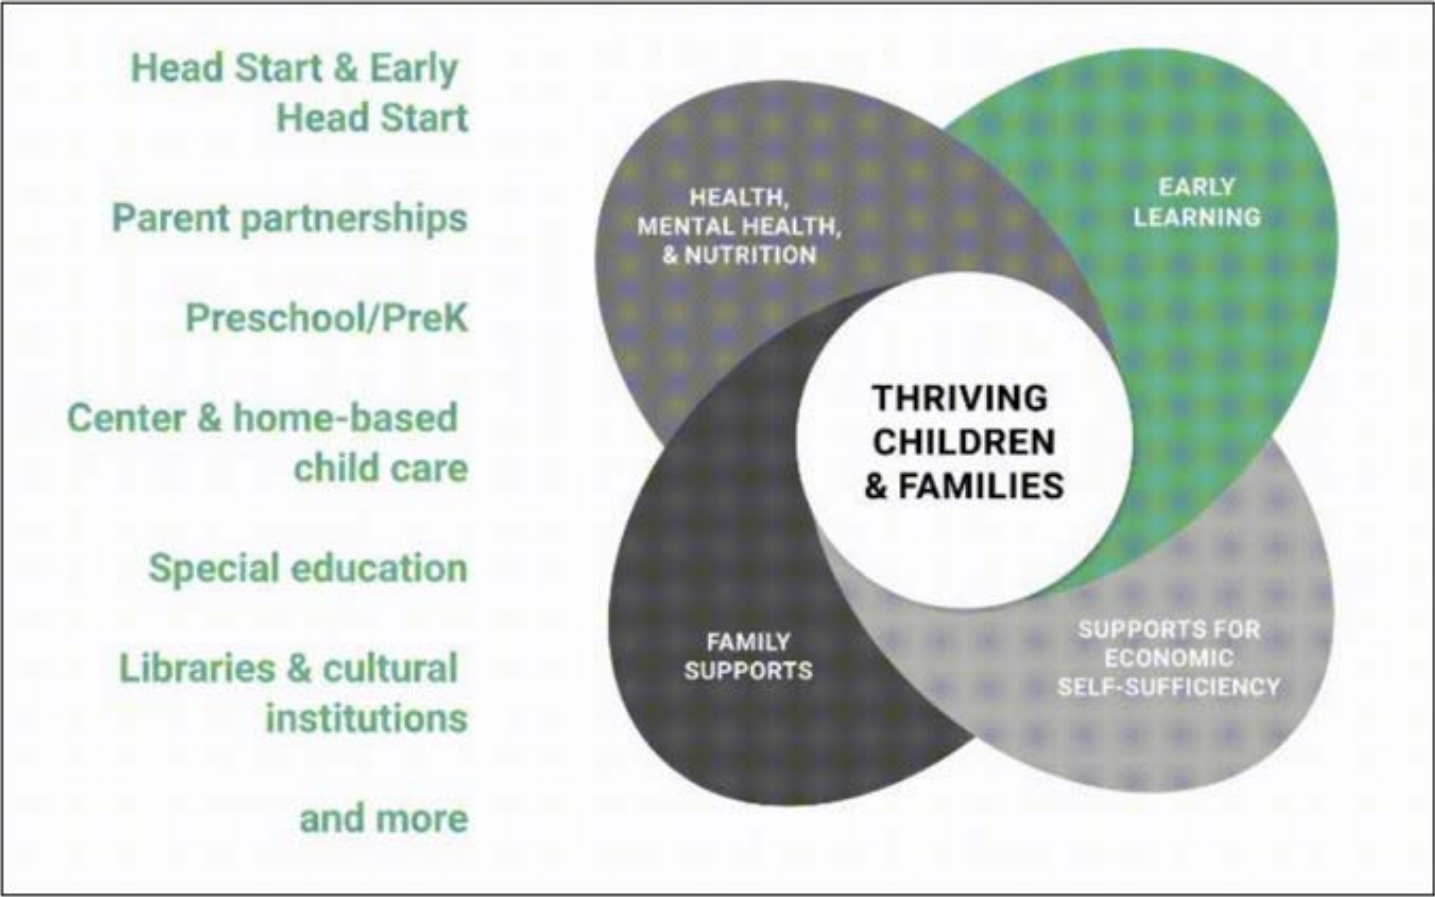 Head Start & Early
Head Start
Parent partnerships
Preschool/PreK
Center & home-based
child care
Special education
Libraries & cultural
institutions
and more
HEALTH,
MENTAL HEALTH,
& NUTRITION
EARLY
LEARNING
THRIVING
CHILDREN
& FAMILIES
FAMILY
SUPPORTS
SUPPORTS FOR
ECONOMIC
SELF-SUFFICIENCY